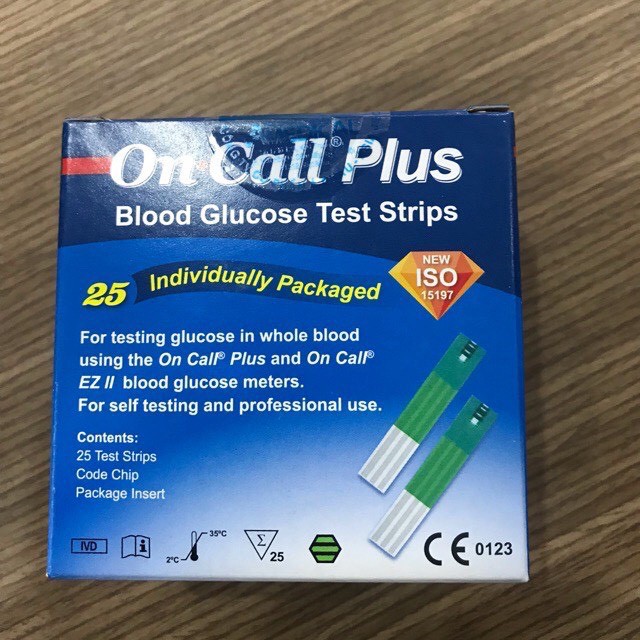 On Call® Plus
Blood Glucose Test Strips
25 Individually Packaged
NEW
ISO
15197
For testing glucose in whole blood
using the On Call® Plus and On Call®
EZ II blood glucose meters.
For self testing and professional use.
Contents:
25 Test Strips
Code Chip
Package Insert
IVD
i
2°C
35°C
Σ
25
CE 0123